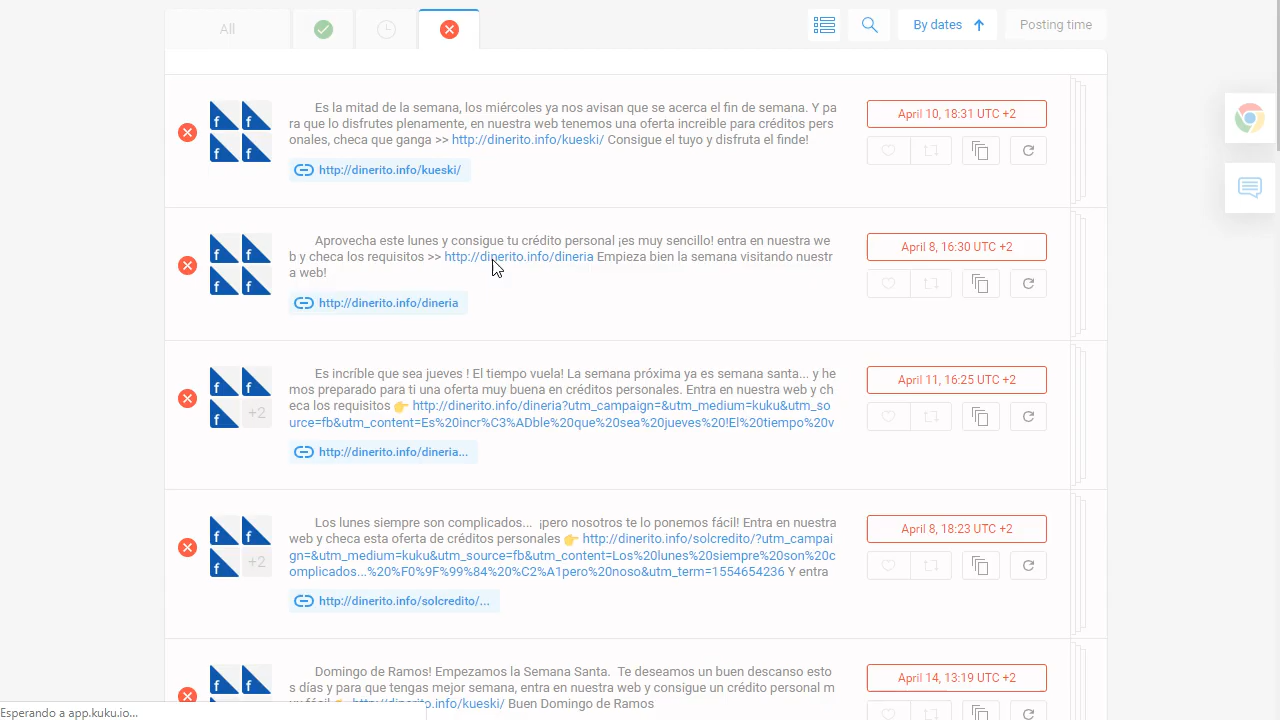 All
By dates
Posting time
Es la mitad de la semana, los miércoles ya nos avisan que se acerca el fin de semana. Y pa
ra que lo disfrutes plenamente, en nuestra web tenemos una oferta increible para créditos pers
onales, checa que ganga >> http://dinerito.info/kueski/ Consigue el tuyo y disfruta el finde!
http://dinerito.info/kueski/
April 10, 18:31 UTC +2
Aprovecha este lunes y consigue tu crédito personal ¡es muy sencillo! entra en nuestra we
b y checa los requisitos >> http://dinerito.info/dineria Empieza bien la semana visitando nuestr
a web!
http://dinerito.info/dineria
April 8, 16:30 UTC +2
Es incríble que sea jueves ! El tiempo vuela! La semana próxima ya es semana santa... y he
mos preparado para ti una oferta muy buena en créditos personales. Entra en nuestra web y ch
eca los requisitos 👉 http://dinerito.info/dineria?utm_campaign=&utm_medium=kuku&utm_so
urce=fb&utm_content=Es%20incr%C3%ADble%20que%20sea%20jueves%20!El%20tiempo%20v
+2
http://dinerito.info/dineria...
April 11, 16:25 UTC +2
Los lunes siempre son complicados... ¡pero nosotros te lo ponemos fácil! Entra en nuestra
web y checa esta oferta de créditos personales 👉 http://dinerito.info/solcredito/?utm_campai
gn=&utm_medium=kuku&utm_source=fb&utm_content=Los%20lunes%20siempre%20son%20c
omplicados...%20%F0%9F%99%84%20%C2%A1pero%20noso&utm_term=1554654236 Y entra
+2
http://dinerito.info/solcredito/...
April 8, 18:23 UTC +2
Domingo de Ramos! Empezamos la Semana Santa. Te deseamos un buen descanso esto
s días y para que tengas mejor semana, entra en nuestra web y consigue un crédito personal m
uy fácil 👉 http://dinerito.info/kueski/ Buen Domingo de Ramos
April 14, 13:19 UTC +2
Esperando a app.kuku.io...